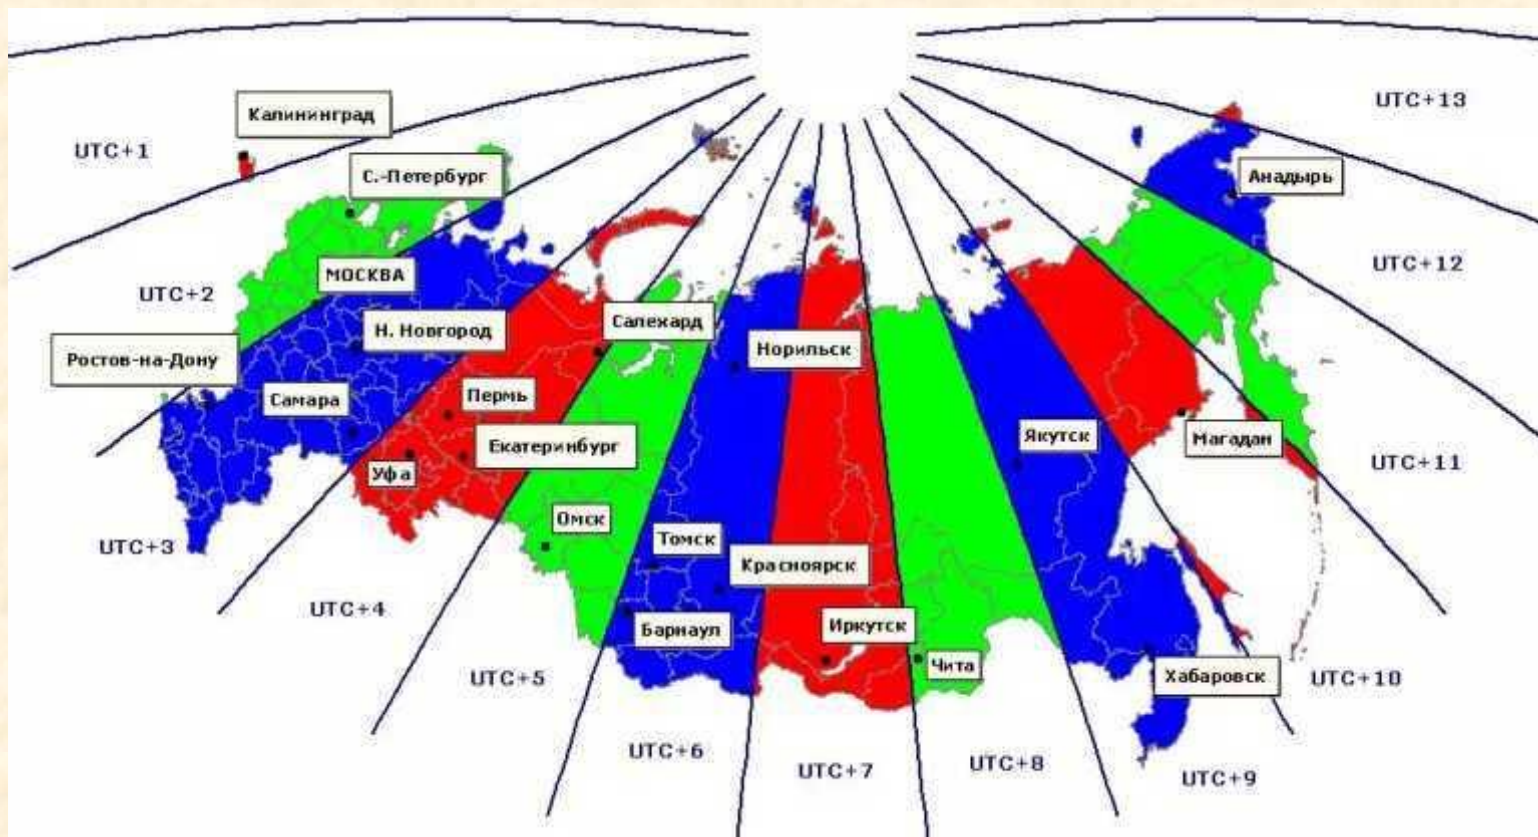 UTC+13
Калининград
UTC+1
С.-Петербург
Анадырь
UTC+12
МОСКВА
UTC+2
Салехард
Н. Новгород
Норильск
Ростов-на-Дону
Пермь
Самара
Екатеринбург
Якутск
Магадан
UTC+11
Уфа
Омск
Томск
UTC+3
Красноярск
UTC+4
Иркутск
Барнаул
Чита
UTC+5
Хабаровск
UTC+10
UTC+6
UTC+7
UTC+8
UTC+9